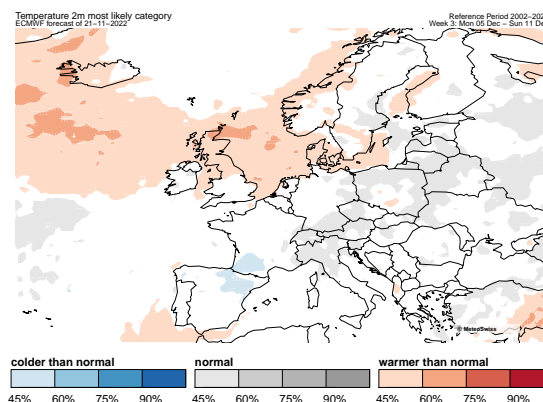 Temperature 2m most likely category
ECMWF forecast of 21−11−2022
Reference Period 2002−202
Week 3: Mon 05 Dec − Sun 11 De
© MeteoSwiss
colder than normal
normal
warmer than normal
45% 60% 75% 90%
45% 60% 75% 90%
45% 60% 75% 90%